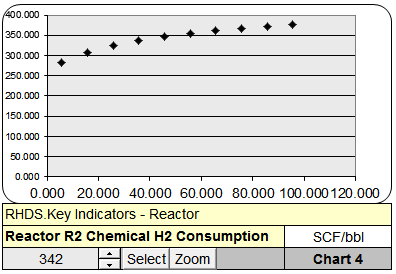 400.000
350.000
300.000
250.000
200.000
150.000
100.000
50.000
0.000
0.000 20.000 40.000 60.000 80.000 100.000 120.000
RHDS.Key Indicators - Reactor
Reactor R2 Chemical H2 Consumption SCF/bbl
342 Select Zoom Chart 4